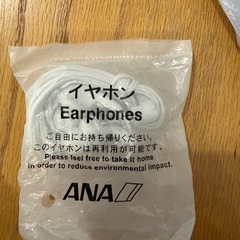 イヤホン
Earphones
ご自由にお持ち帰りください。
このイヤホンは再利用が可能です。
Please feel free to take it home
in order to reduce environmental impact.
ANA